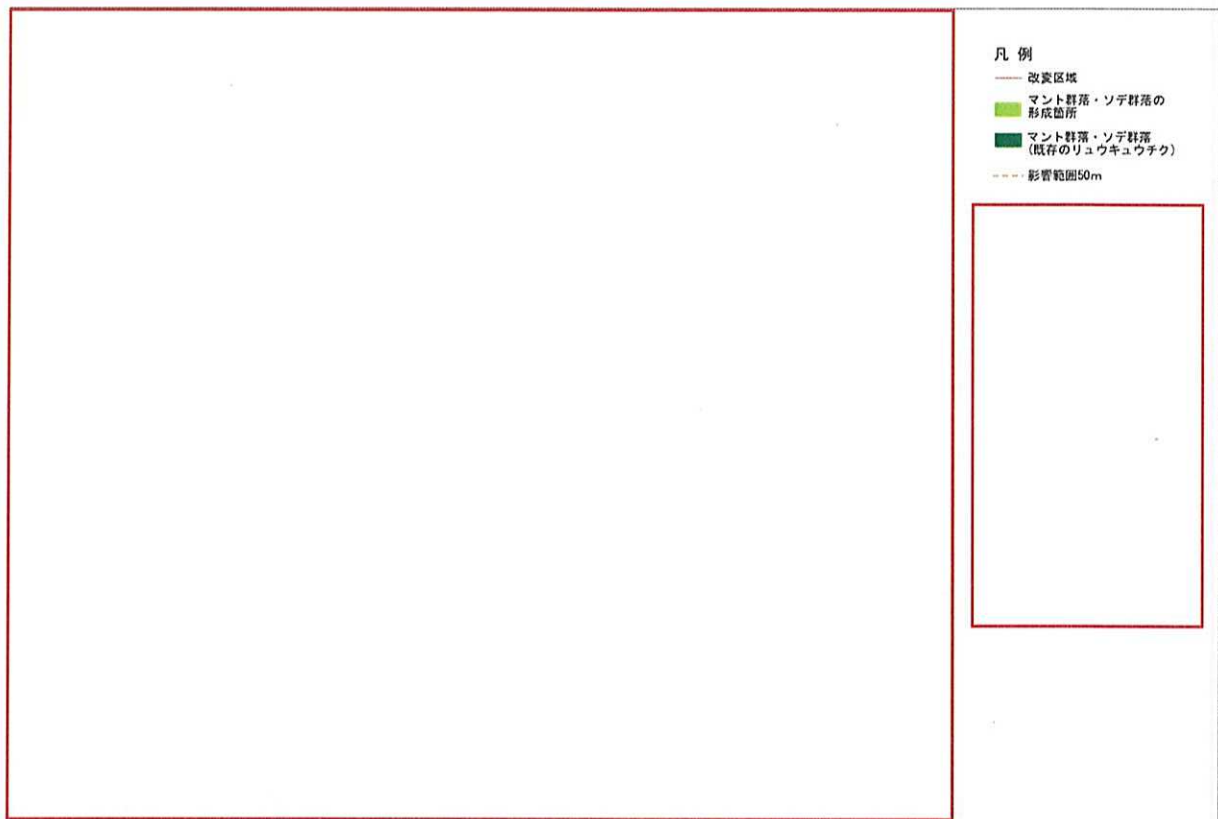 凡 例
改変区域
マント群落・ソデ群落の
形成箇所
マント群落・ソデ群落
(既存のリュウキュウチク)
影響範囲50m